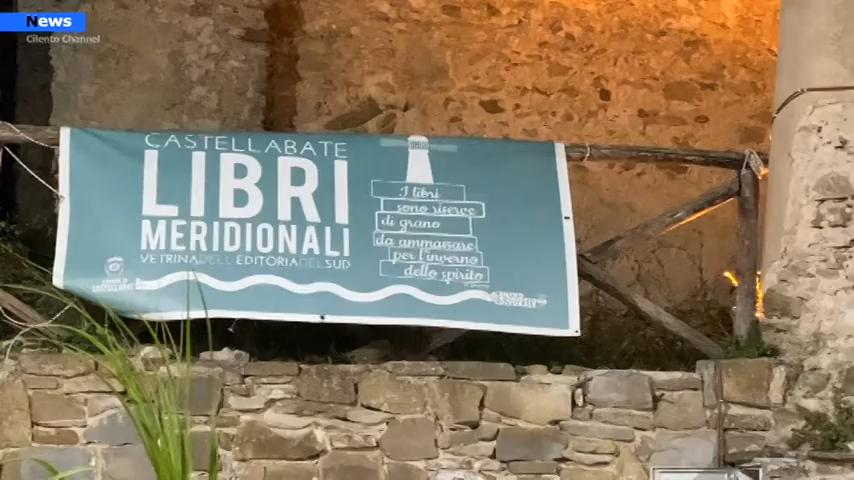 News
Cilento Channel
CASTELLABATE
LIBRI
MERIDIONALI
VETRINA DELL'EDITORIA DEL SUD
I libri
sono riserve
di grano
da ammassare
per l'inverno
dello spirito